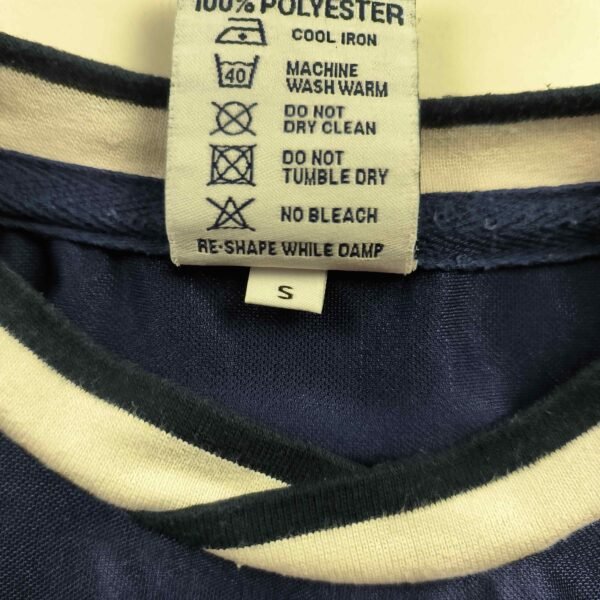 100% POLYESTER
COOL IRON
40
MACHINE
WASH WARM
DO NOT
DRY CLEAN
DO NOT
TUMBLE DRY
NO BLEACH
RE-SHAPE WHILE DAMP
S